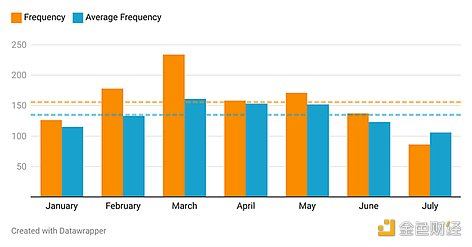 Frequency Average Frequency
250
200
150
100
50
January February March April May June July
Created with Datawrapper
金色财经